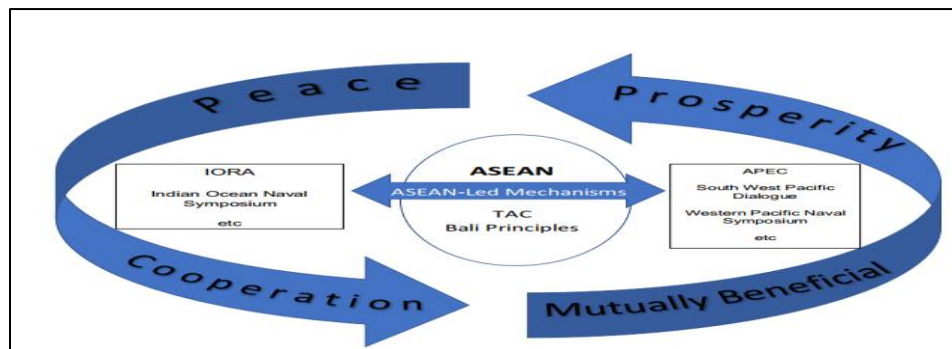 Peace
Prosperity
IORA
Indian Ocean Naval
Symposium
etc
ASEAN
ASEAN-Led Mechanisms
TAC
Bali Principles
APEC
South West Pacific
Dialogue
Western Pacific Naval
Symposium
etc
Cooperation
Mutually Beneficial